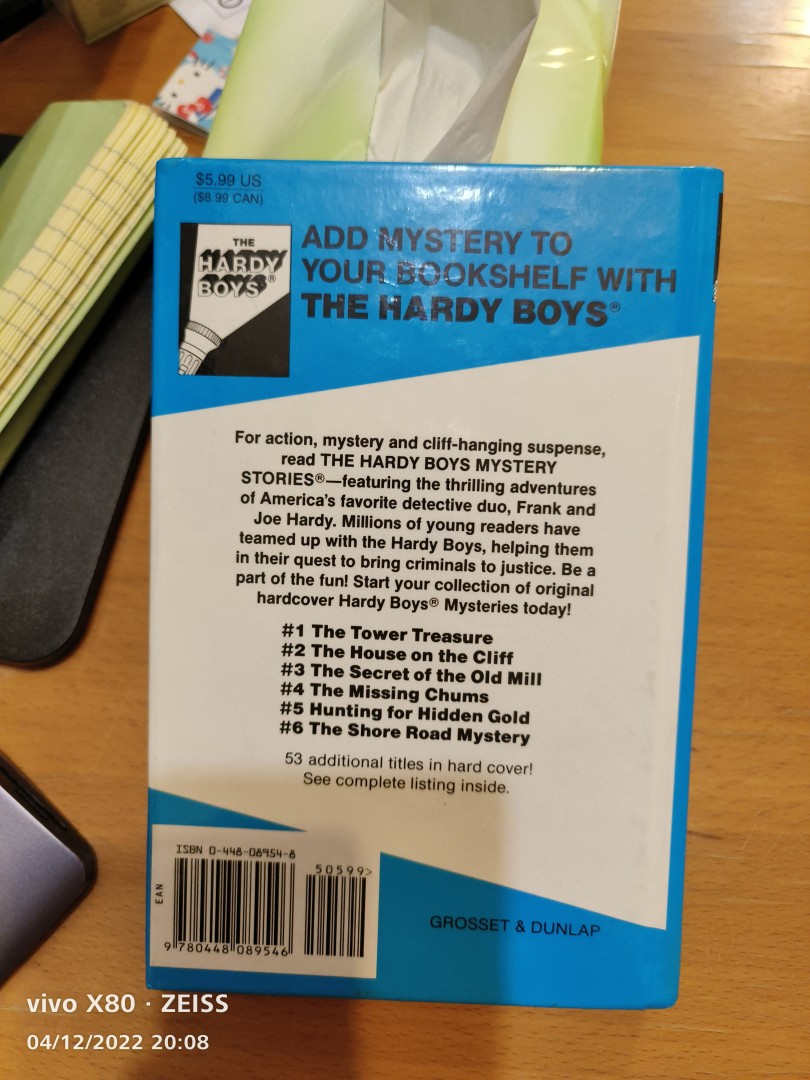 $5.99 US
($8.99 CAN)
THE
HARDY
BOYS®
ADD MYSTERY TO
YOUR BOOKSHELF WITH
THE HARDY BOYS®
For action, mystery and cliff-hanging suspense,
read THE HARDY BOYS MYSTERY
STORIES®—featuring the thrilling adventures
of America's favorite detective duo, Frank and
Joe Hardy. Millions of young readers have
teamed up with the Hardy Boys, helping them
in their quest to bring criminals to justice. Be a
part of the fun! Start your collection of original
hardcover Hardy Boys® Mysteries today!
#1 The Tower Treasure
#2 The House on the Cliff
#3 The Secret of the Old Mill
#4 The Missing Chums
#5 Hunting for Hidden Gold
#6 The Shore Road Mystery
53 additional titles in hard cover!
See complete listing inside.
ISBN 0-448-08954-8
50599>
EAN
9 780448 089546
GROSSET & DUNLAP
vivo X80 · ZEISS
04/12/2022 20:08